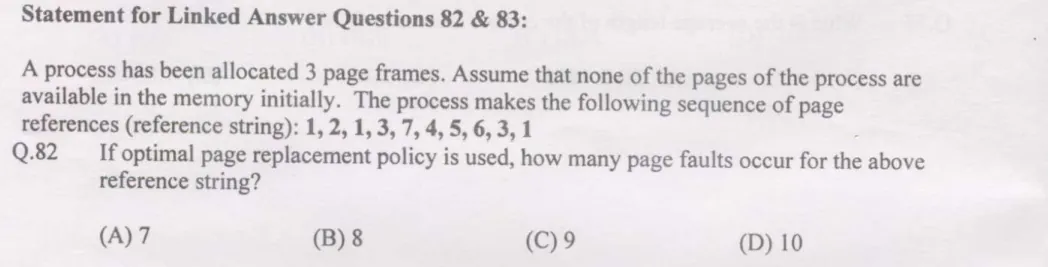 Statement for Linked Answer Questions 82 & 83:
A process has been allocated 3 page frames. Assume that none of the pages of the process are
available in the memory initially. The process makes the following sequence of page
references (reference string): 1, 2, 1, 3, 7, 4, 5, 6, 3, 1
Q.82 If optimal page replacement policy is used, how many page faults occur for the above
reference string?
(A) 7 (B) 8 (C) 9 (D) 10